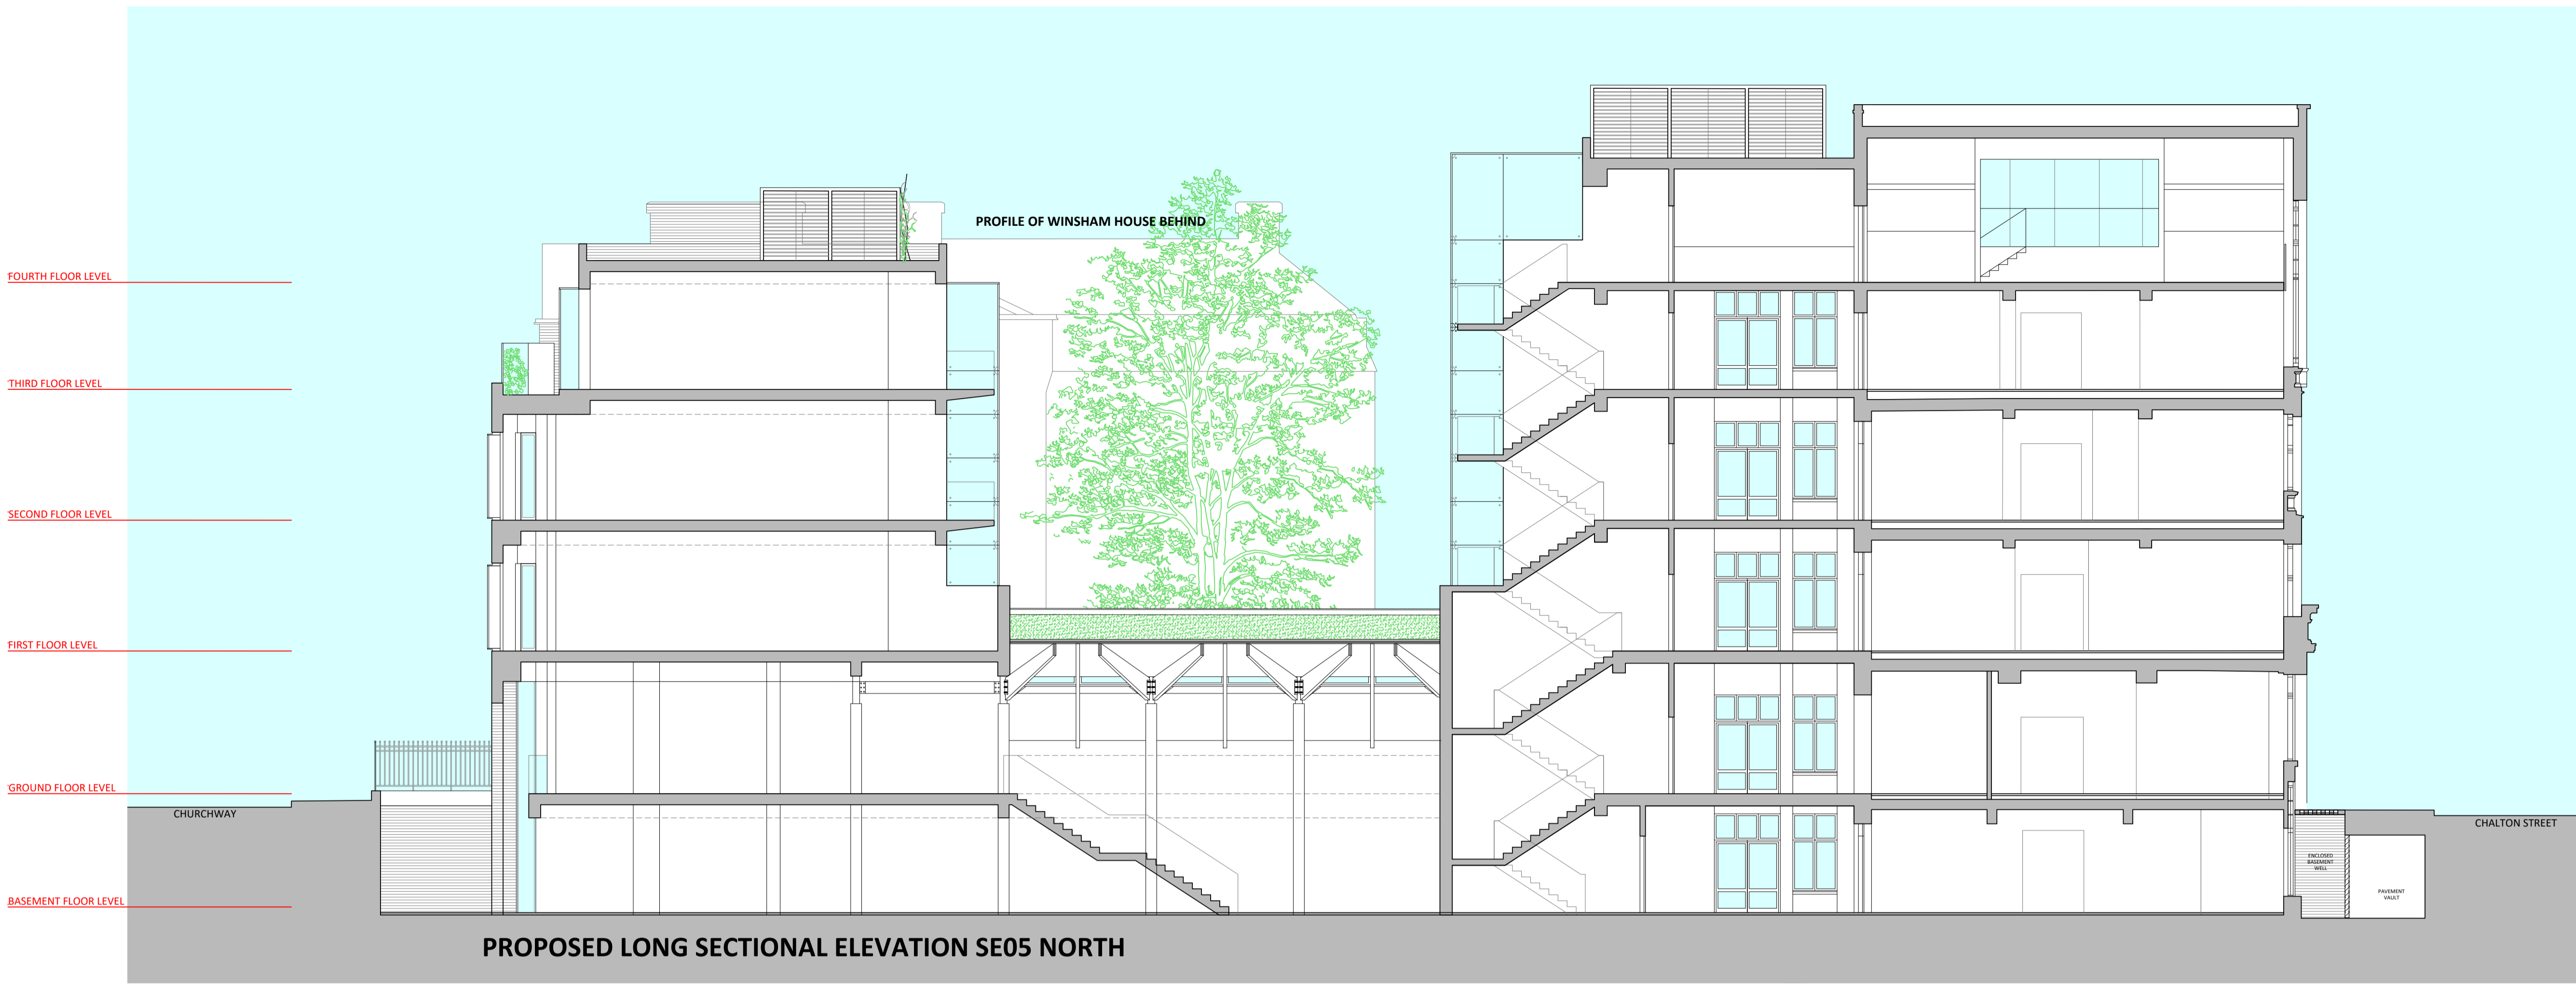 PROFILE OF WINSHAM HOUSE BEHIND
FOURTH FLOOR LEVEL
THIRD FLOOR LEVEL
SECOND FLOOR LEVEL
FIRST FLOOR LEVEL
GROUND FLOOR LEVEL
CHURCHWAY
CHALTON STREET
ENCLOSED
BASEMENT
WELL
PAVEMENT
VAULT
BASEMENT FLOOR LEVEL
PROPOSED LONG SECTIONAL ELEVATION SE05 NORTH